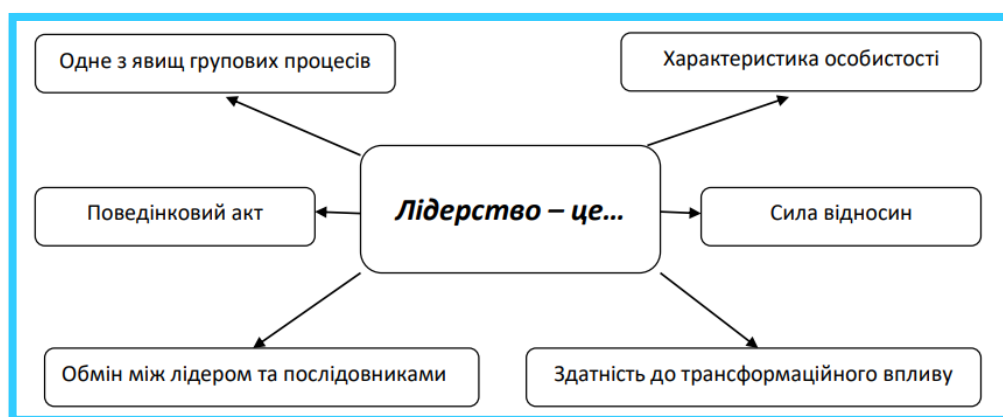 Одне з явищ групових процесів
Характеристика особистості
Лідерство – це...
Поведінковий акт
Сила відносин
Обмін між лідером та послідовниками
Здатність до трансформаційного впливу